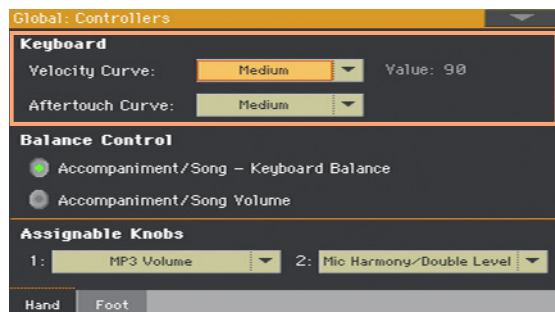 Global: Controllers
Keyboard
Velocity Curve: Medium Value: 90
Aftertouch Curve: Medium
Balance Control
Accompaniment/Song - Keyboard Balance
Accompaniment/Song Volume
Assignable Knobs
1: MP3 Volume 2: Mic Harmony/Double Level
Hand Foot